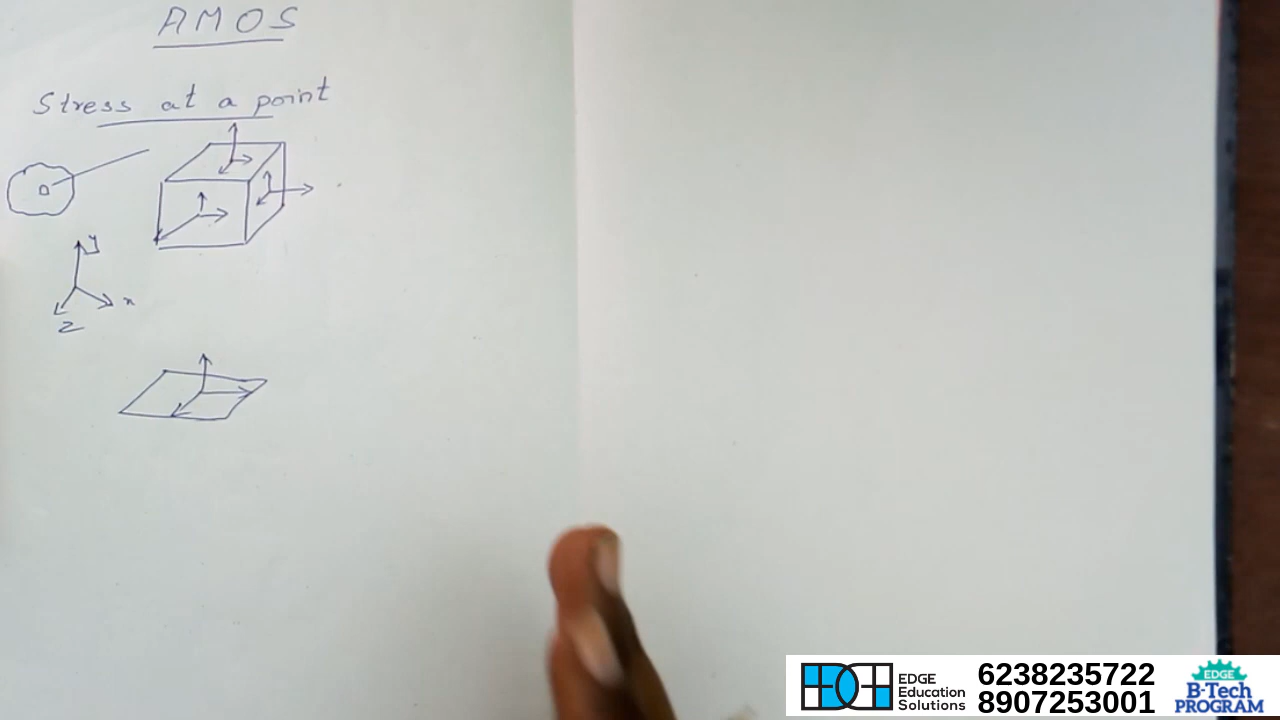 AMOS
Stress at a point
y
x
z
EDGE
Education
Solutions
6238235722
8907253001
EDGE
B-Tech
PROGRAM